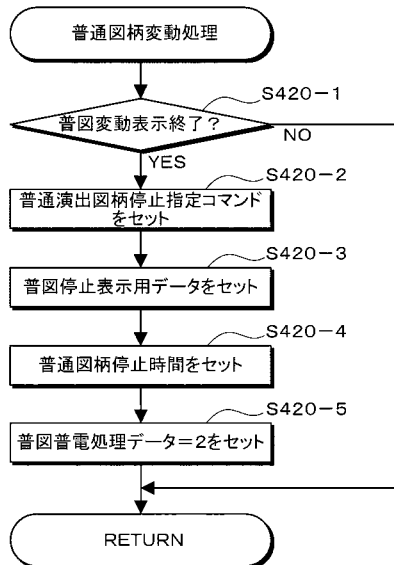 普通図柄変動処理
S420-1
普図変動表示終了?
NO
YES
S420-2
普通演出図柄停止指定コマンド
をセット
S420-3
普図停止表示用データをセット
S420-4
普通図柄停止時間をセット
S420-5
普図普電処理データ=2をセット
RETURN